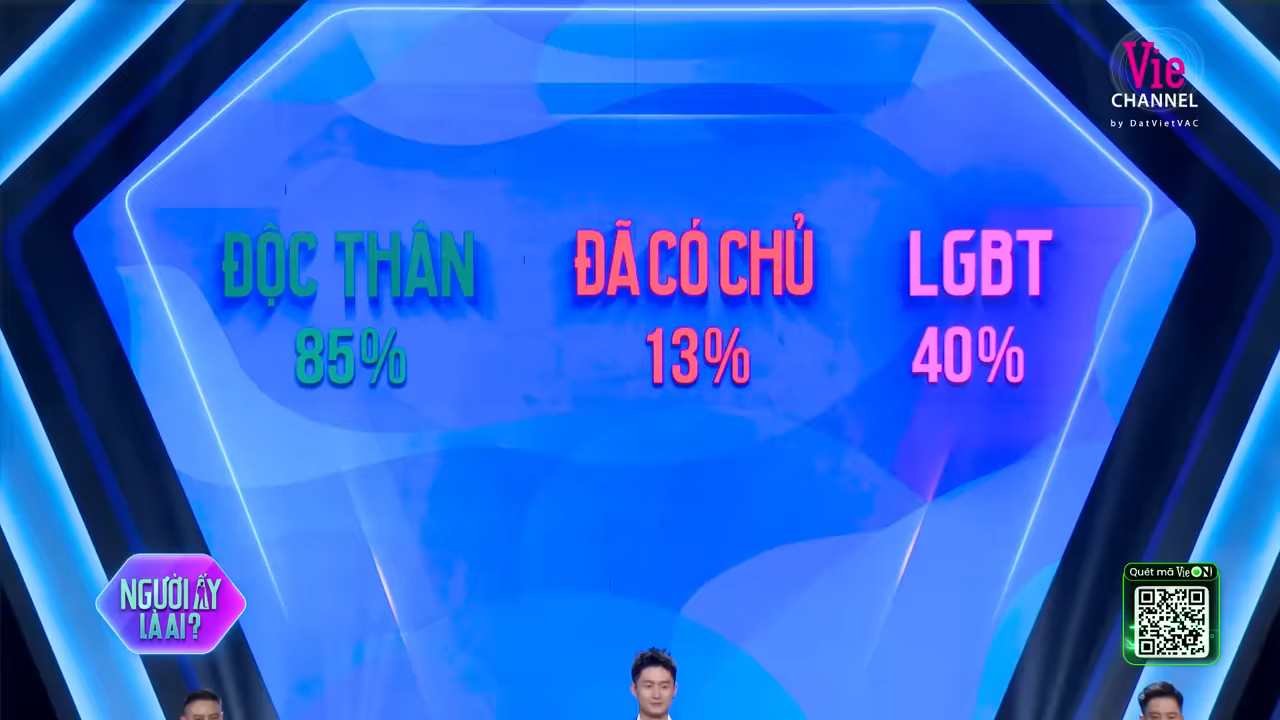 Vie
CHANNEL
by DatVietVAC
ĐỘC THÂN
ĐÃ CÓ CHỦ
LGBT
85%
13%
40%
NGƯỜI ẤY
LÀ AI?
Quét mã VieON